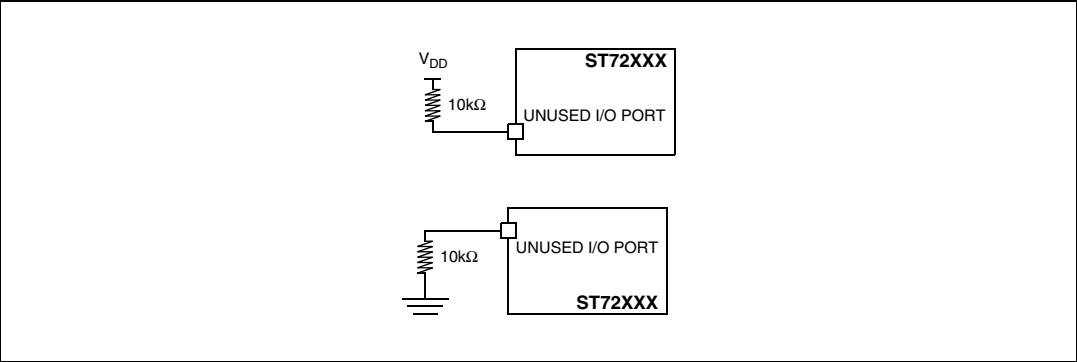 V_DD
ST72XXX
10kΩ
UNUSED I/O PORT
UNUSED I/O PORT
10kΩ
ST72XXX